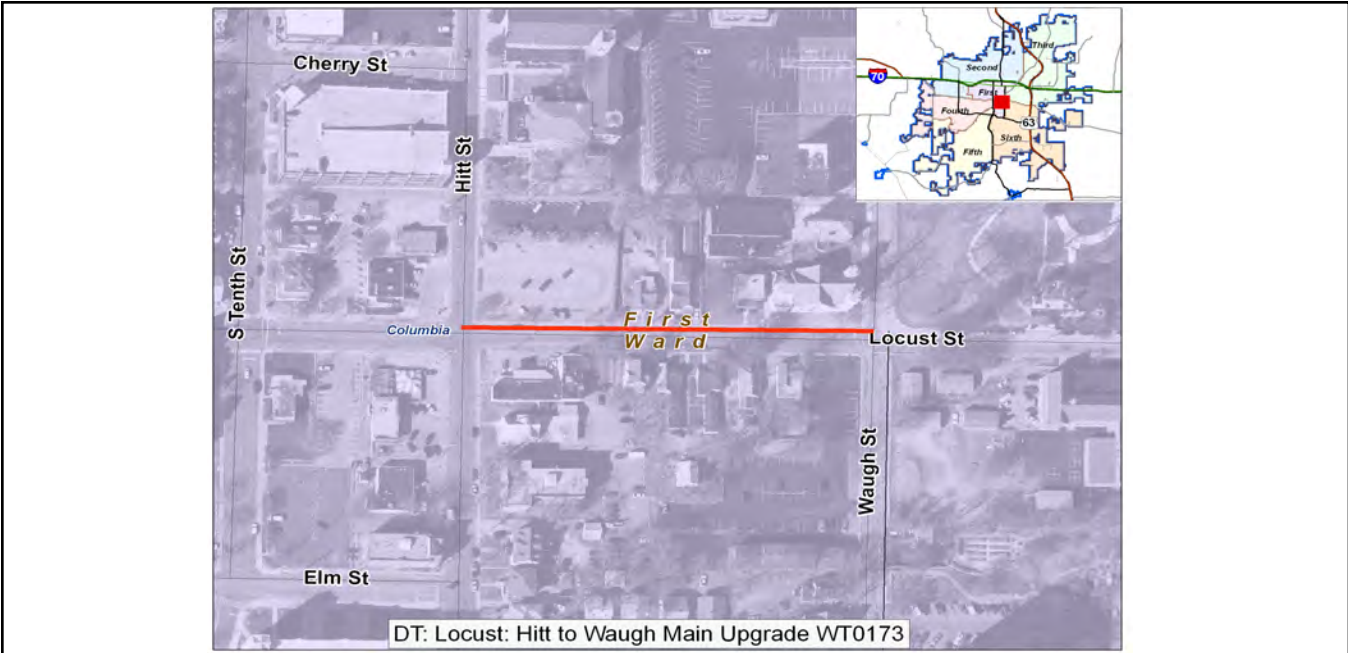 Cherry St
Hitt St
S Tenth St
Columbia
First
Ward
Locust St
Waugh St
Elm St
DT: Locust: Hitt to Waugh Main Upgrade WT0173
70
Second
Third
First
Fourth
63
Sixth
Fifth